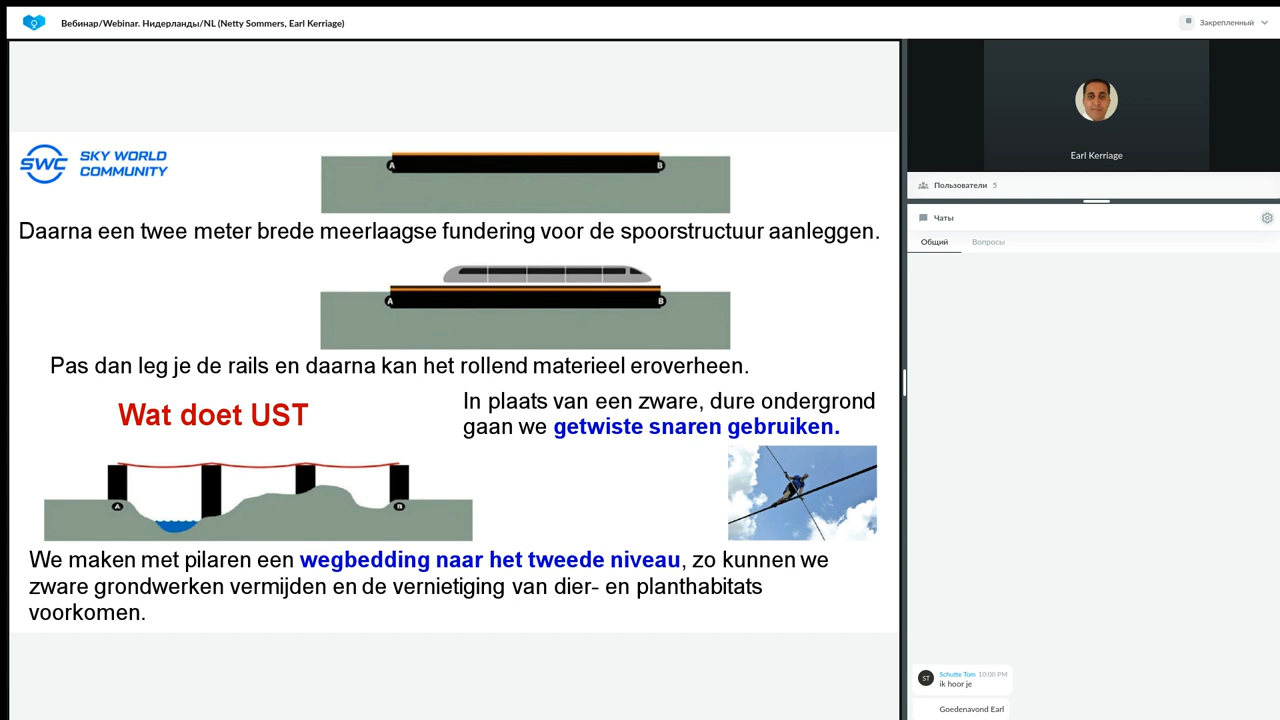 Вебинар/Webinar. Нидерланды/NL (Netty Sommers, Earl Kerriage)
Закрепленный
SWC SKY WORLD
COMMUNITY
A B
Daarna een twee meter brede meerlaagse fundering voor de spoorstructuur aanleggen.
A B
Pas dan leg je de rails en daarna kan het rollend materieel eroverheen.
Wat doet UST
In plaats van een zware, dure ondergrond
gaan we getwiste snaren gebruiken.
A B
We maken met pilaren een wegbedding naar het tweede niveau, zo kunnen we
zware grondwerken vermijden en de vernietiging van dier- en planthabitats
voorkomen.
Earl Kerriage
Пользователи 5
Чаты
Общий Вопросы
ST
Schutte Tom 10:00 PM
ik hoor je
Goedenavond Earl